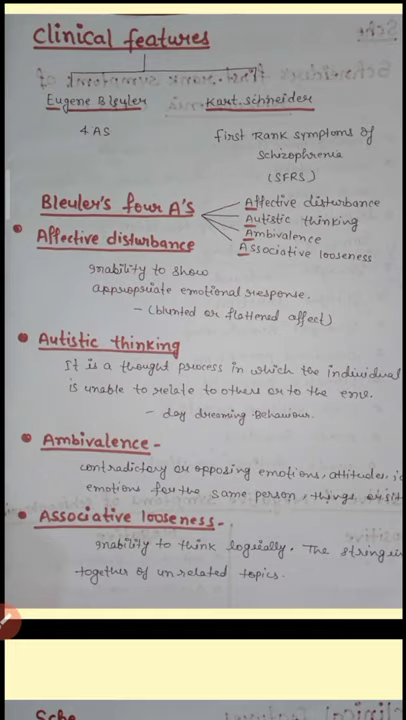 Clinical features
Eugene Bleuler
Kurt Schneider
4 AS
First Rank Symptoms of
Schizophrenia
(SFRS)
Bleuler's four A's
Affective disturbance
Autistic thinking
Ambivalence
Associative looseness
Affective disturbance
Inability to show
appropriate emotional response.
- (blunted or flattened affect)
Autistic thinking
It is a thought process in which the individual
is unable to relate to others or to the env.
- day dreaming behaviour.
Ambivalence -
contradictory or opposing emotions, attitudes,
emotions for the same person, things or sit
Associative looseness -
Inability to think logically. The stringin
together of unrelated topics.
Sche